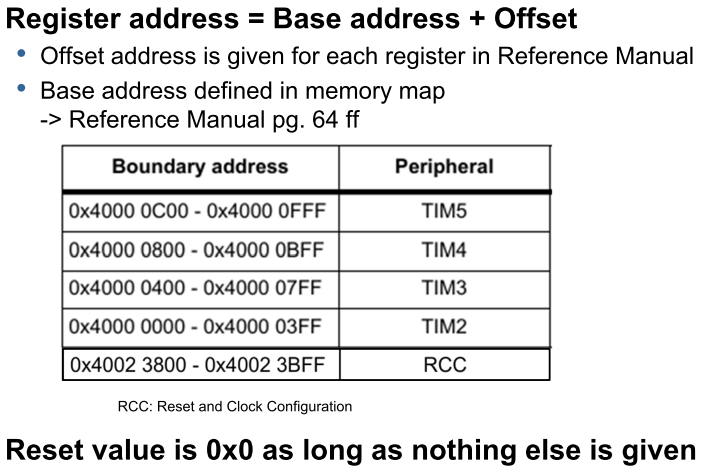 Register address = Base address + Offset
• Offset address is given for each register in Reference Manual
• Base address defined in memory map
-> Reference Manual pg. 64 ff
Boundary address Peripheral
0x4000 0C00 - 0x4000 0FFF TIM5
0x4000 0800 - 0x4000 0BFF TIM4
0x4000 0400 - 0x4000 07FF TIM3
0x4000 0000 - 0x4000 03FF TIM2
0x4002 3800 - 0x4002 3BFF RCC
RCC: Reset and Clock Configuration
Reset value is 0x0 as long as nothing else is given